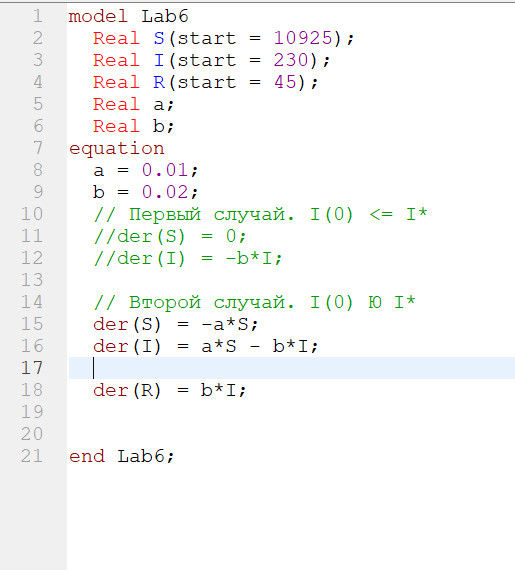 1 model Lab6
2 Real S(start = 10925);
3 Real I(start = 230);
4 Real R(start = 45);
5 Real a;
6 Real b;
7 equation
8 a = 0.01;
9 b = 0.02;
10 // Первый случай. I(0) <= I*
11 //der(S) = 0;
12 //der(I) = -b*I;
13
14 // Второй случай. I(0) Ю I*
15 der(S) = -a*S;
16 der(I) = a*S - b*I;
17
18 der(R) = b*I;
19
20
21 end Lab6;